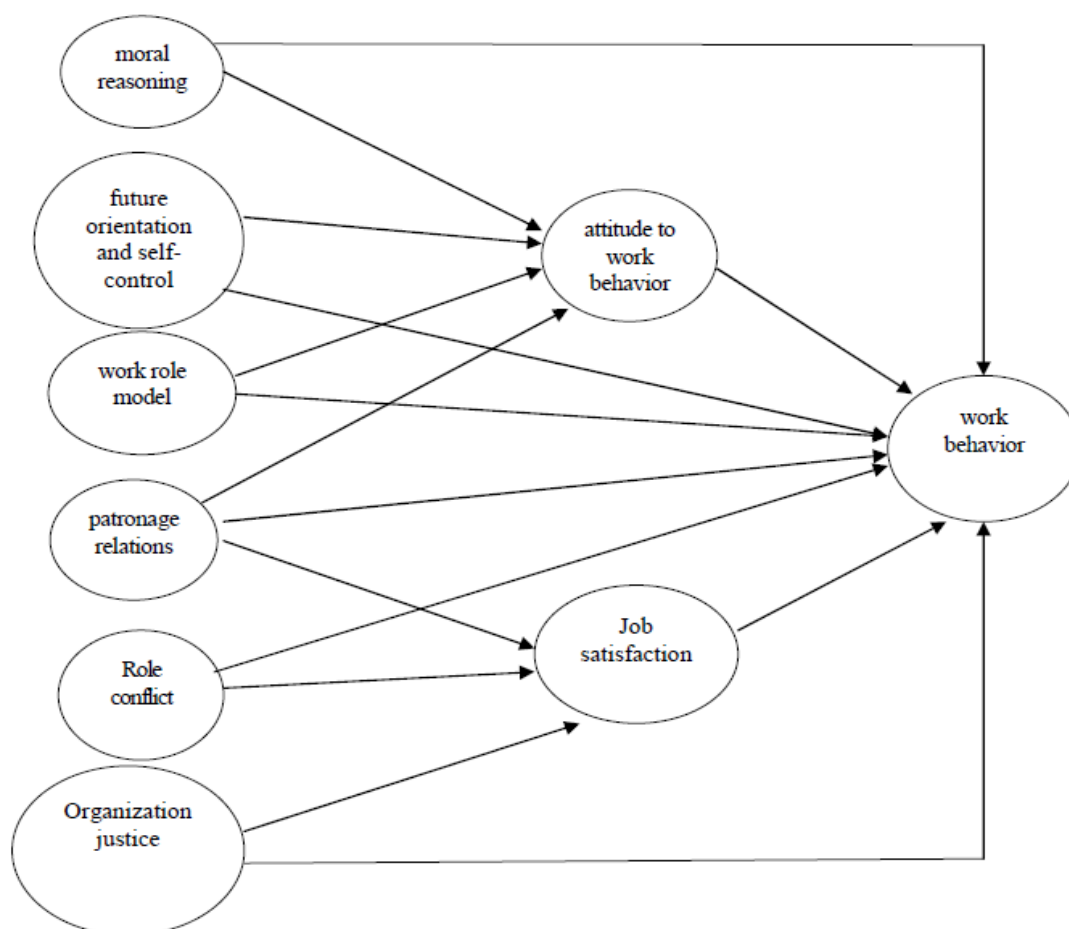 moral
reasoning
future
orientation
and self-
control
attitude to
work
behavior
work role
model
work
behavior
patronage
relations
Job
satisfaction
Role
conflict
Organization
justice